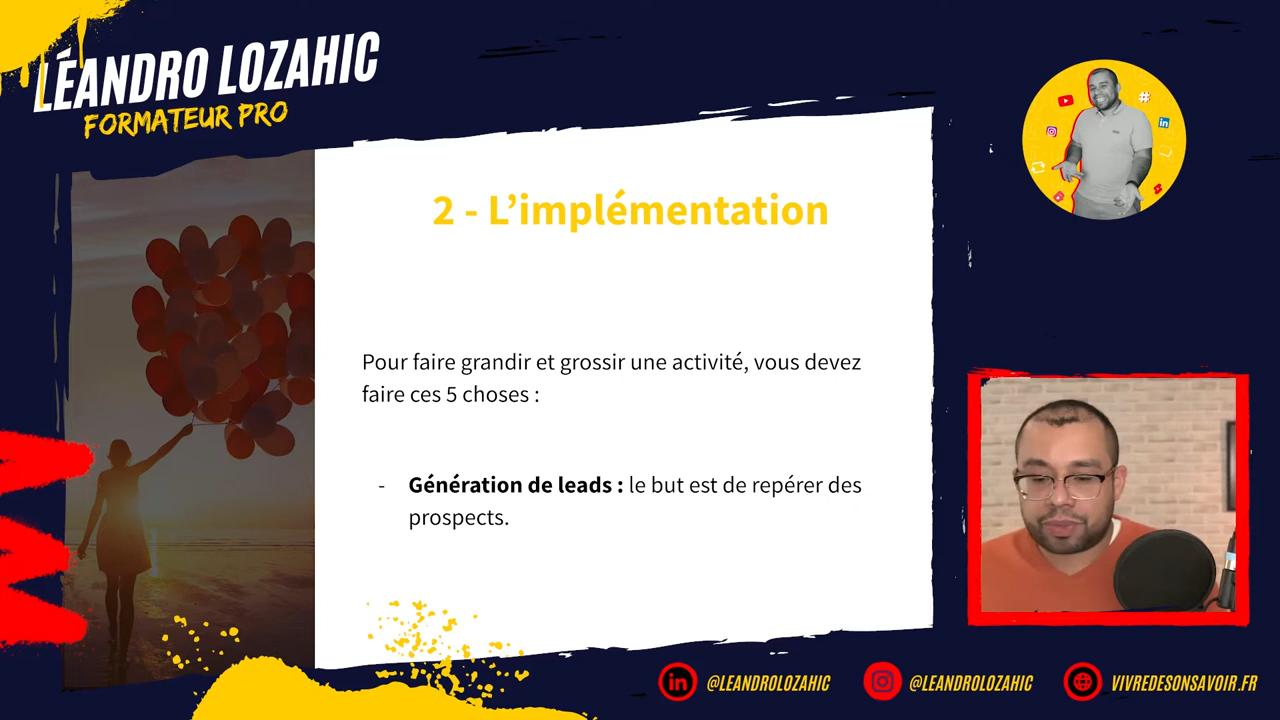 LÉANDRO LOZAHIC
FORMATEUR PRO
2 - L’implémentation
Pour faire grandir et grossir une activité, vous devez
faire ces 5 choses :
- Génération de leads : le but est de repérer des
prospects.
@LEANDROLOZAHIC
@LEANDROLOZAHIC
VIVREDESONSAVOIR.FR